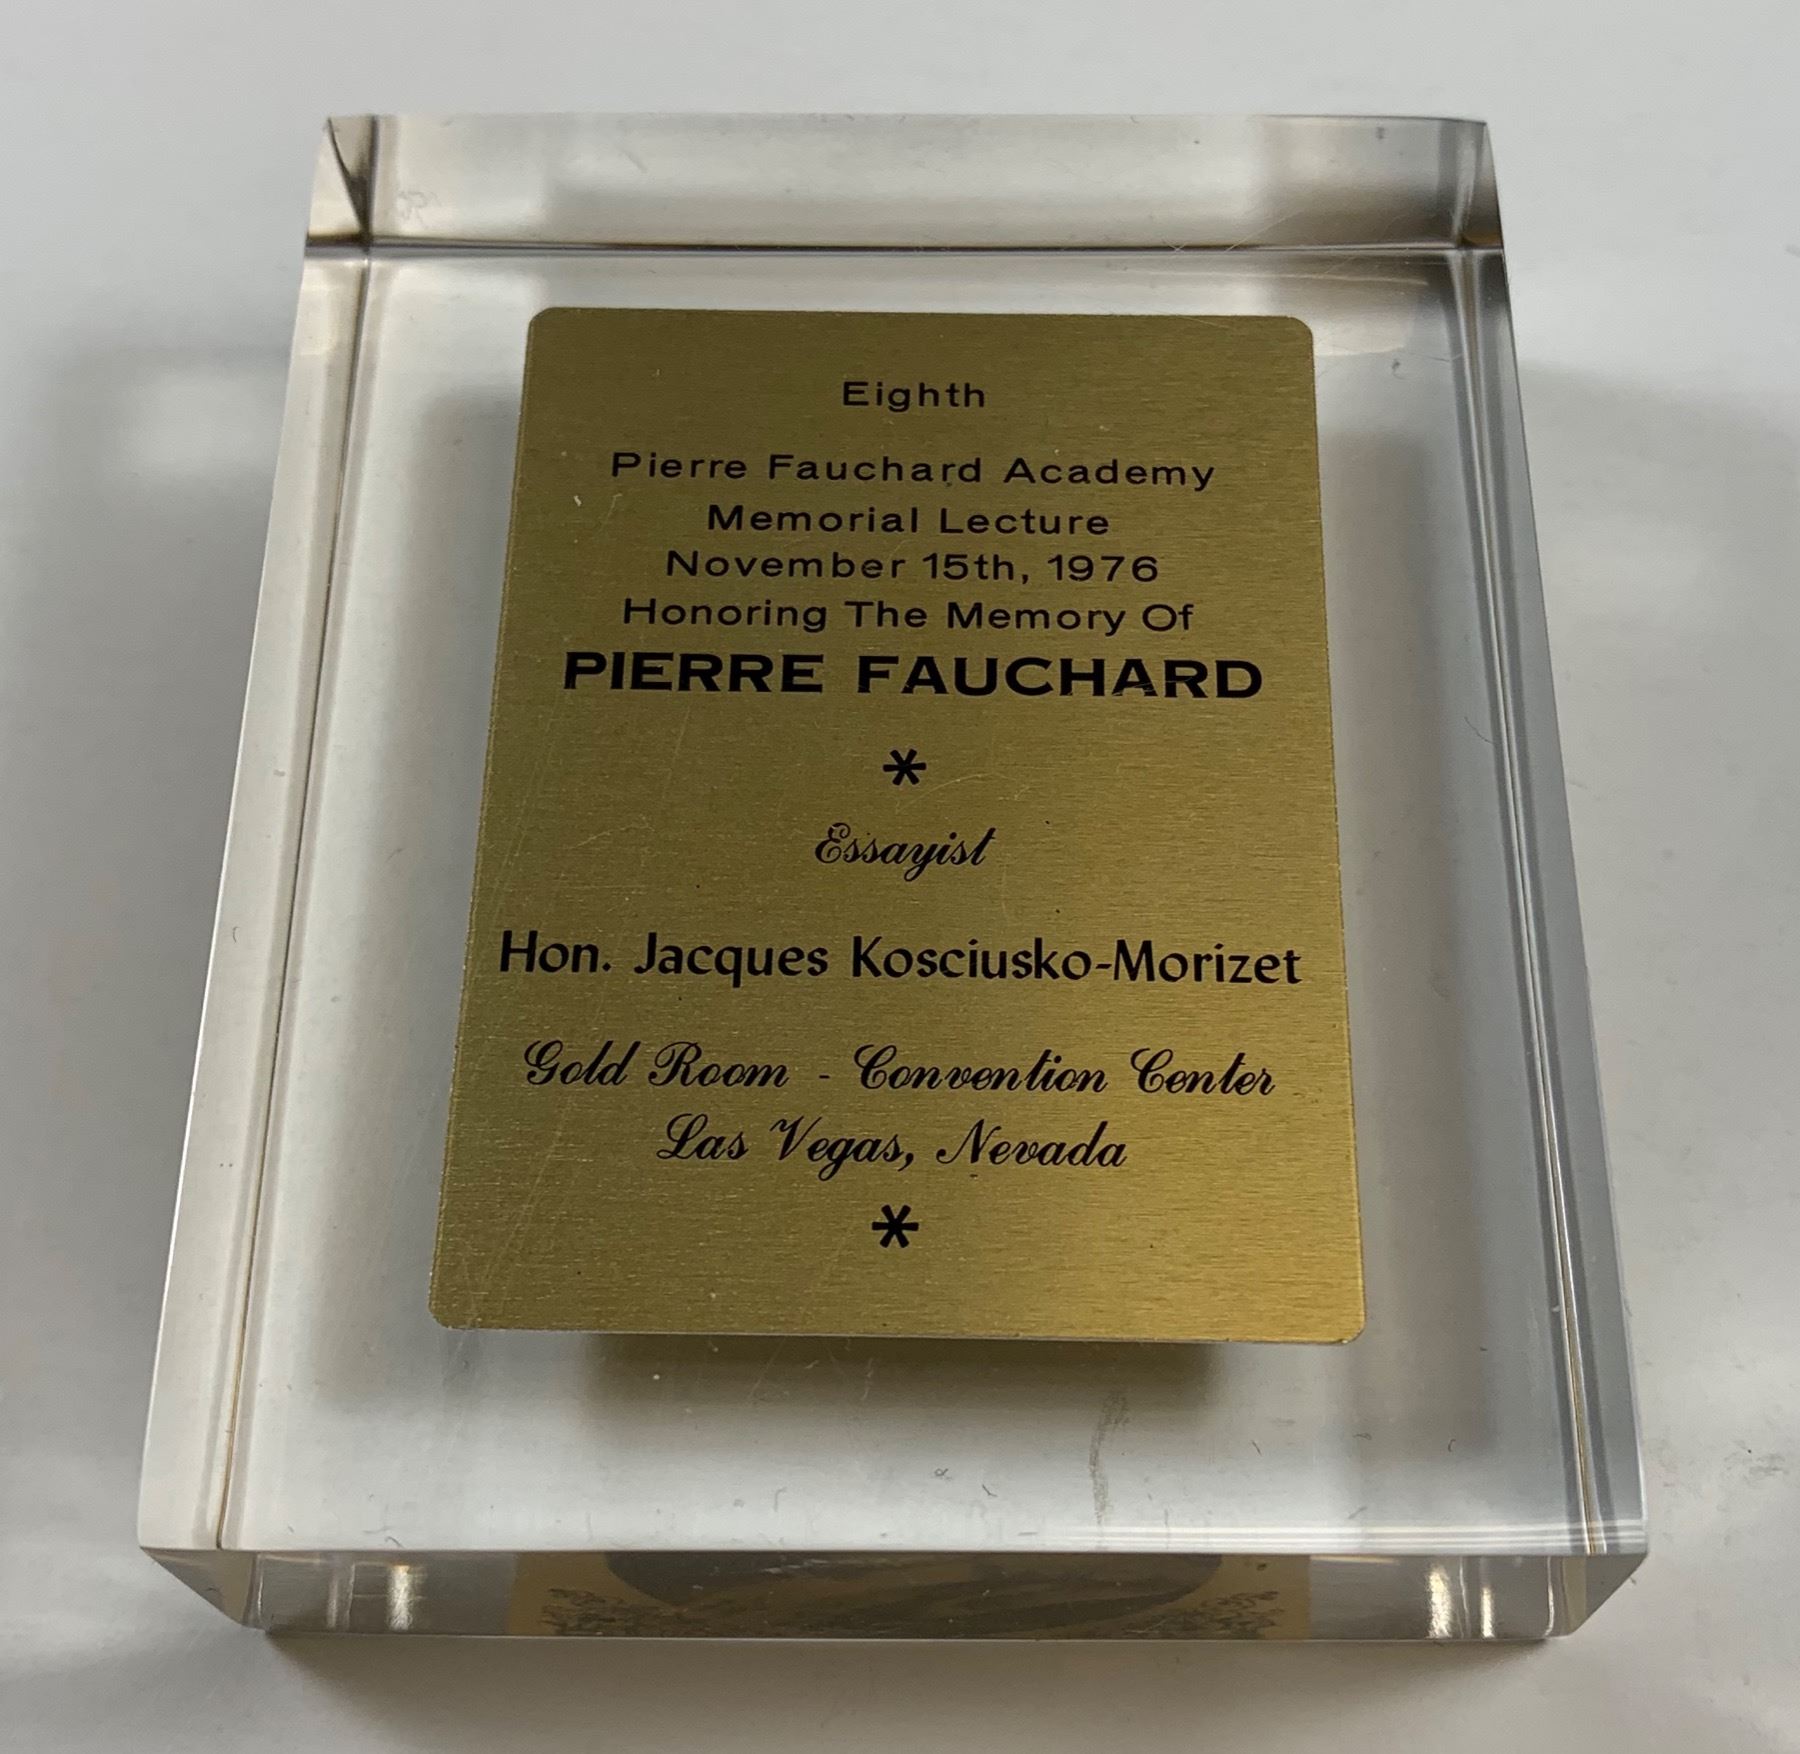 Eighth
Pierre Fauchard Academy
Memorial Lecture
November 15th, 1976
Honoring The Memory Of
PIERRE FAUCHARD
*
Essayist
Hon. Jacques Kosciusko-Morizet
Gold Room - Convention Center
Las Vegas, Nevada
*